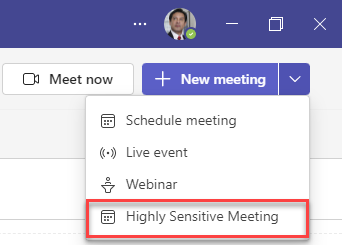 Meet now
New meeting
Schedule meeting
Live event
Webinar
Highly Sensitive Meeting